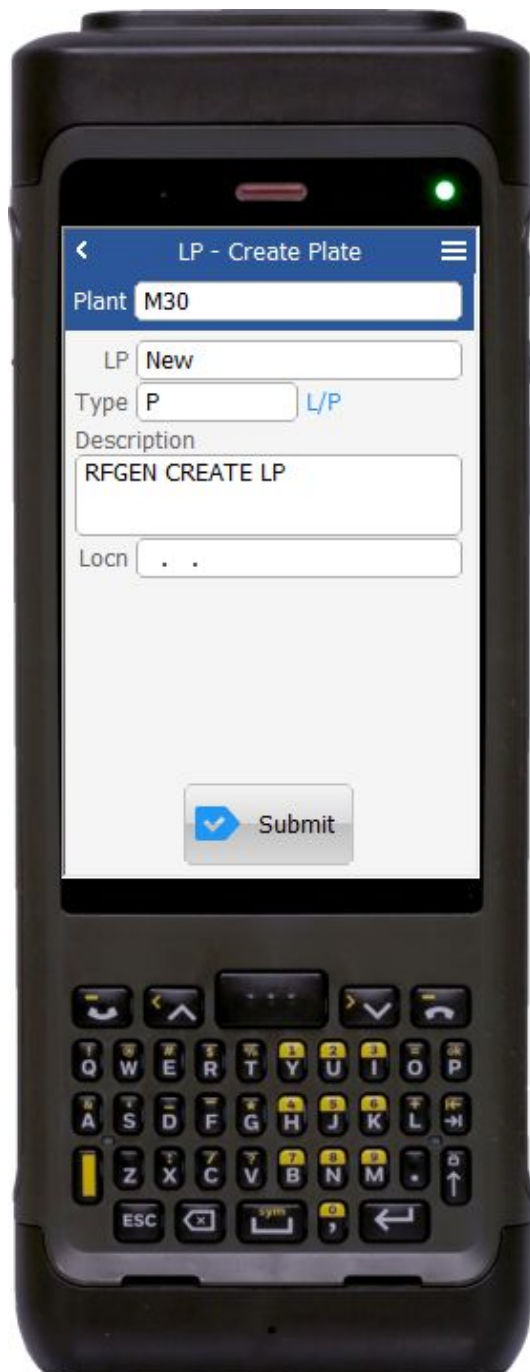 LP - Create Plate
Plant M30
LP New
Type P L/P
Description
RFGEN CREATE LP
Locn . .
Submit
Q W E R T Y U I O P
A S D F G H J K L
Z X C V B N M .
ESC sym ,